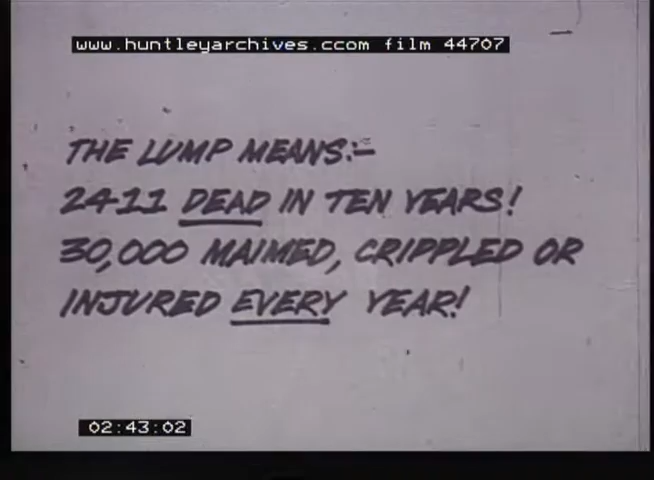 www.huntleyarchives.ccom film 44707
THE LUMP MEANS:-
2411 DEAD IN TEN YEARS!
30,000 MAIMED, CRIPPLED OR
INJURED EVERY YEAR!
02:43:02